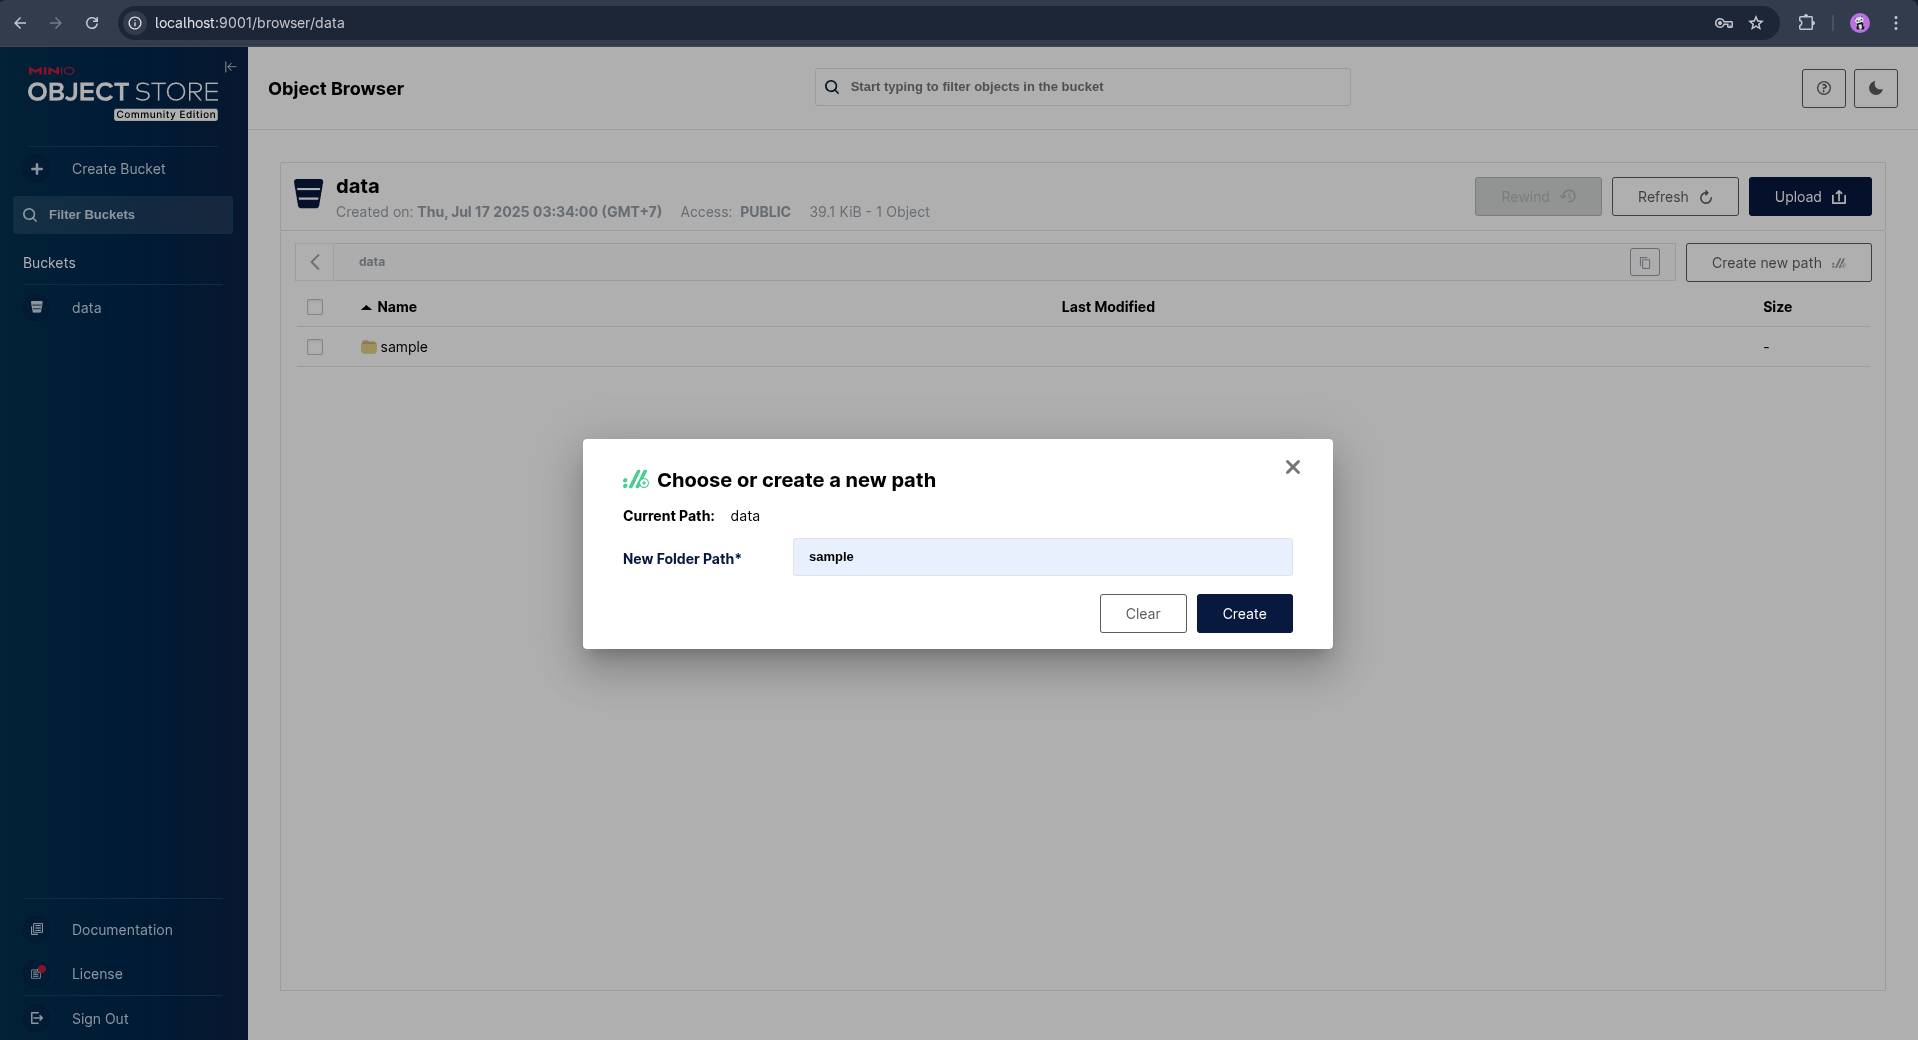 localhost:9001/browser/data
MINIO
OBJECT STORE
Community Edition
Create Bucket
Filter Buckets
Buckets
data
Documentation
License
Sign Out
Object Browser
Start typing to filter objects in the bucket
data
Created on: Thu, Jul 17 2025 03:34:00 (GMT+7) Access: PUBLIC 39.1 KiB - 1 Object
Rewind
Refresh
Upload
data
Create new path
Name Last Modified Size
sample -
Choose or create a new path
Current Path: data
New Folder Path* sample
Clear Create